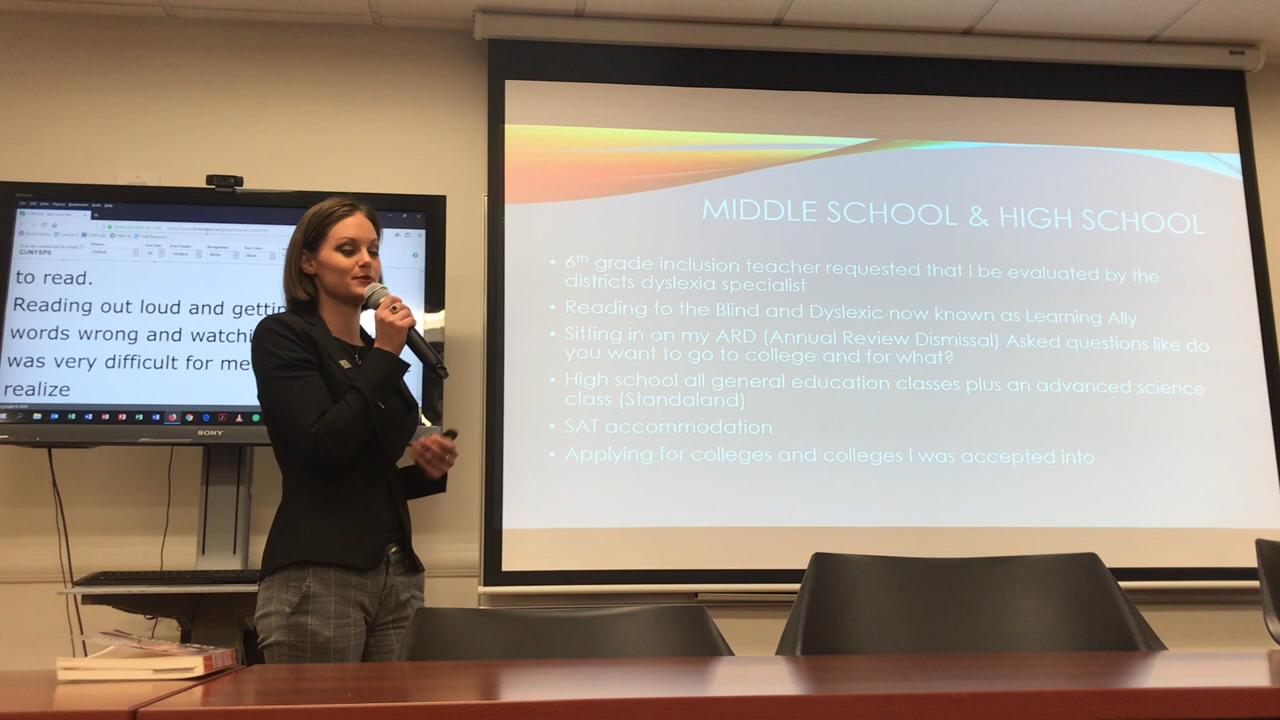 to read.
Reading out loud and gettin
words wrong and watchi
was very difficult for me
realize
CUNYSPS
SONY
MIDDLE SCHOOL & HIGH SCHOOL
• 6th grade inclusion teacher requested that I be evaluated by the
districts dyslexia specialist
• Reading to the Blind and Dyslexic now known as Learning Ally
• Sitting in on my ARD (Annual Review Dismissal) Asked questions like do
you want to go to college and for what?
• High school all general education classes plus an advanced science
class (Standaland)
• SAT accommodation
• Applying for colleges and colleges I was accepted into